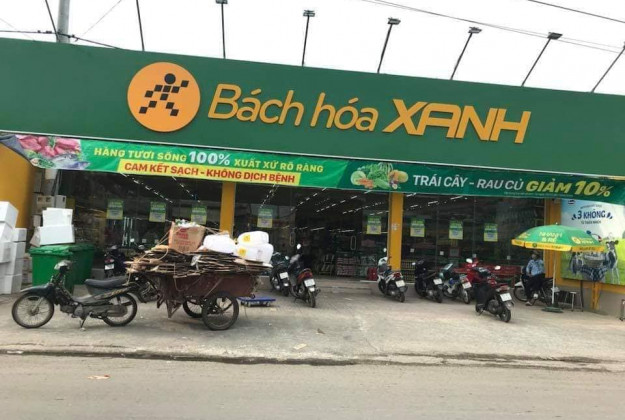 Bách hóa XANH
HÀNG TƯƠI SỐNG 100% XUẤT XỨ RÕ RÀNG
CAM KẾT SẠCH - KHÔNG DỊCH BỆNH
TRÁI CÂY - RAU CỦ GIẢM 10%
3 KHÔNG